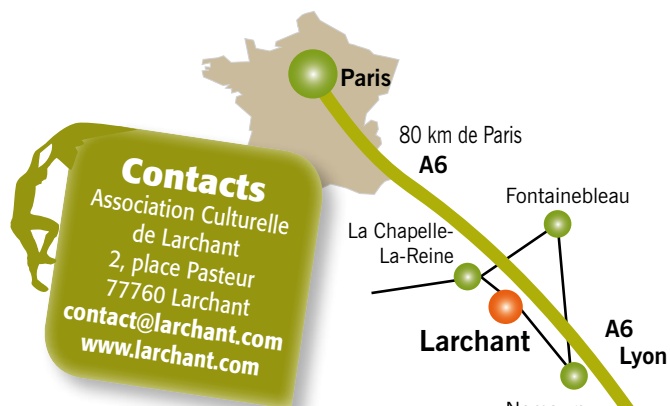 Paris
80 km de Paris
A6
Contacts
Association Culturelle
de Larchant
2, place Pasteur
77760 Larchant
contact@larchant.com
www.larchant.com
Fontainebleau
La Chapelle-
La-Reine
Larchant
A6
Lyon